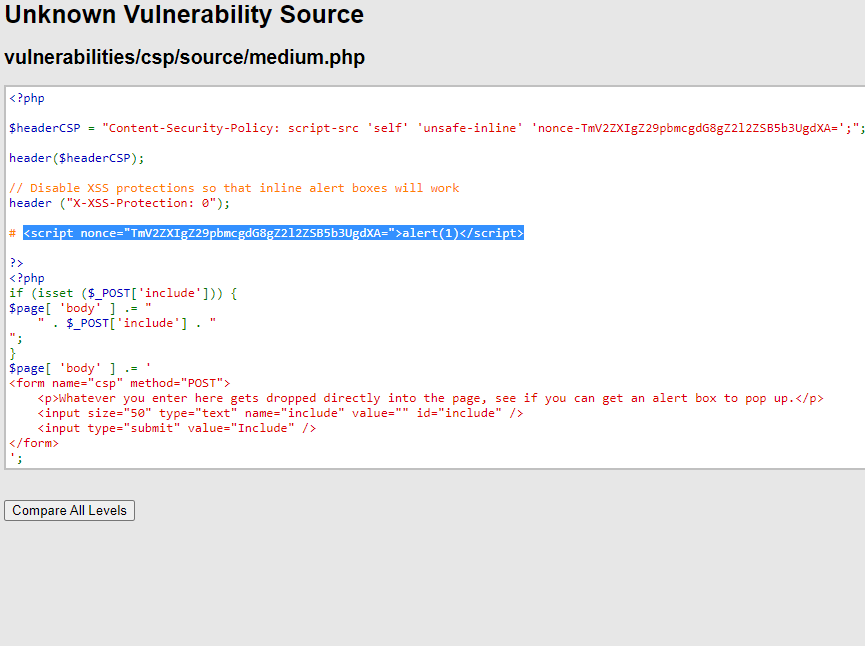 Unknown Vulnerability Source
vulnerabilities/csp/source/medium.php
<?php
$headerCSP = "Content-Security-Policy: script-src 'self' 'unsafe-inline' 'nonce-TmV2ZXIgZ29pbmcgdG8gZ2l2ZSB5b3UgdXA=';";
header($headerCSP);
// Disable XSS protections so that inline alert boxes will work
header ("X-XSS-Protection: 0");
# <script nonce="TmV2ZXIgZ29pbmcgdG8gZ2l2ZSB5b3UgdXA=">alert(1)</script>
?>
<?php
if (isset ($_POST['include'])) {
$page[ 'body' ] .= "
" . $_POST['include'] . "
";
}
$page[ 'body' ] .= '
<form name="csp" method="POST">
<p>Whatever you enter here gets dropped directly into the page, see if you can get an alert box to pop up.</p>
<input size="50" type="text" name="include" value="" id="include" />
<input type="submit" value="Include" />
</form>
';
Compare All Levels